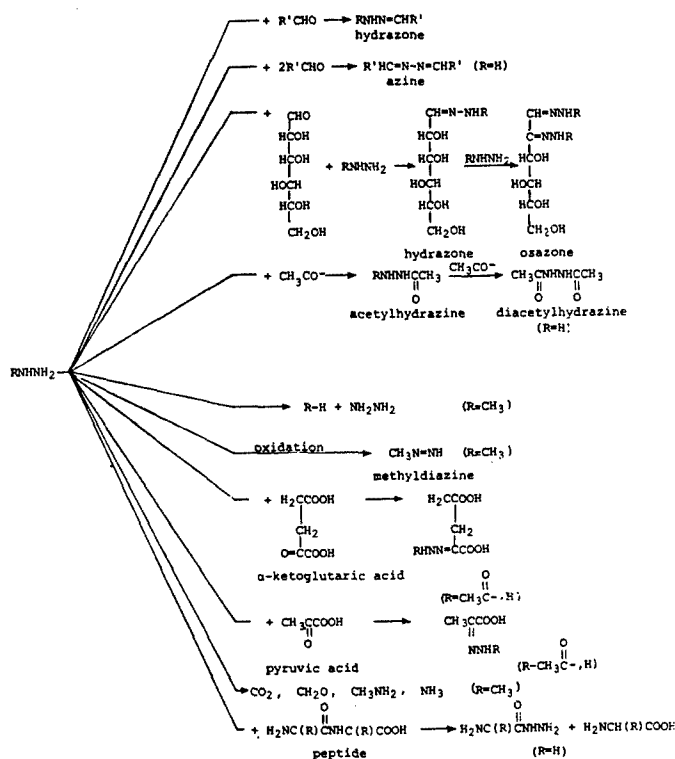 + R'CHO → RNHN=CHR'
hydrazone
+ 2R'CHO → R'HC=N-N=CHR' (R=H)
azine
+
CHO CH=N-NHR CH=NNHR
HCOH HCOH C=NNHR
HCOH + RNHNH₂ → HCOH RNHNH₂ → HCOH
HOCH HOCH HOCH
HCOH HCOH HCOH
CH₂OH CH₂OH CH₂OH
hydrazone osazone
+ CH₃CO⁻ → RNHNHCCH₃ CH₃CO⁻ → CH₃CNHNHCCH₃
O O O
acetylhydrazine diacetylhydrazine
(R=H)
RNHNH₂
R-H + NH₂NH₂ (R=CH₃)
oxidation CH₃N=NH (R=CH₃)
methyldiazine
+ H₂CCOOH → H₂CCOOH
CH₂ CH₂
O=CCOOH RNHN=CCOOH
α-ketoglutaric acid
O
(R=CH₃C-,H)
+ CH₃CCOOH → CH₃CCOOH
O NNHR
pyruvic acid
O
(R-CH₃C-,H)
CO₂, CH₂O, CH₃NH₂, NH₃ (R=CH₃)
O O
+ H₂NC(R)CNHC(R)COOH → H₂NC(R)CNHNH₂ + H₂NCH(R)COOH
peptide (R=H)